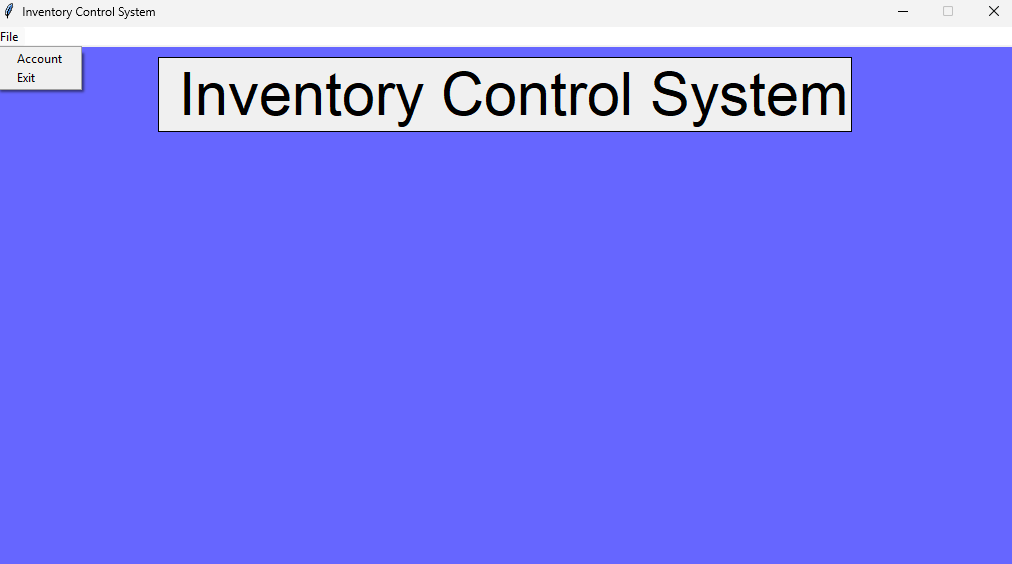 Inventory Control System
File
Account
Exit
Inventory Control System